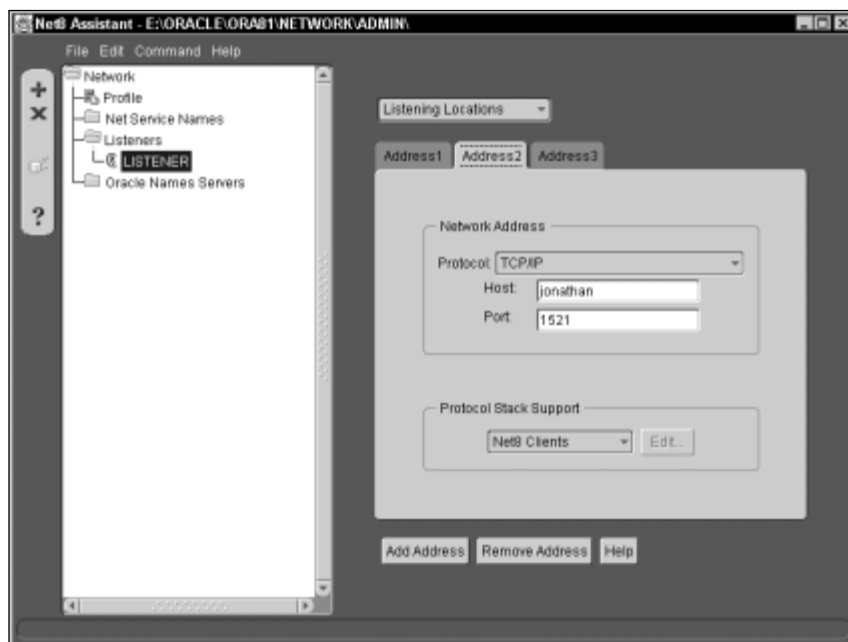 Net8 Assistant - E:\ORACLE\ORA81\NETWORK\ADMIN\
File Edit Command Help
Network
Profile
Net Service Names
Listeners
LISTENER
Oracle Names Servers
?
Listening Locations
Address1 Address2 Address3
Network Address
Protocol: TCP/IP
Host: jonathan
Port: 1521
Protocol Stack Support
Net8 Clients Edit...
Add Address Remove Address Help